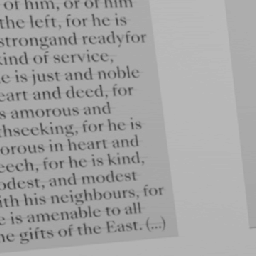 of him, or of him
the left, for he is
strongand readyfor
kind of service,
e is just and noble
eart and deed, for
s amorous and
thseeking, for he is
orous in heart and
eech, for he is kind,
odest, and modest
ith his neighbours, for
e is amenable to all
he gifts of the East. (...)